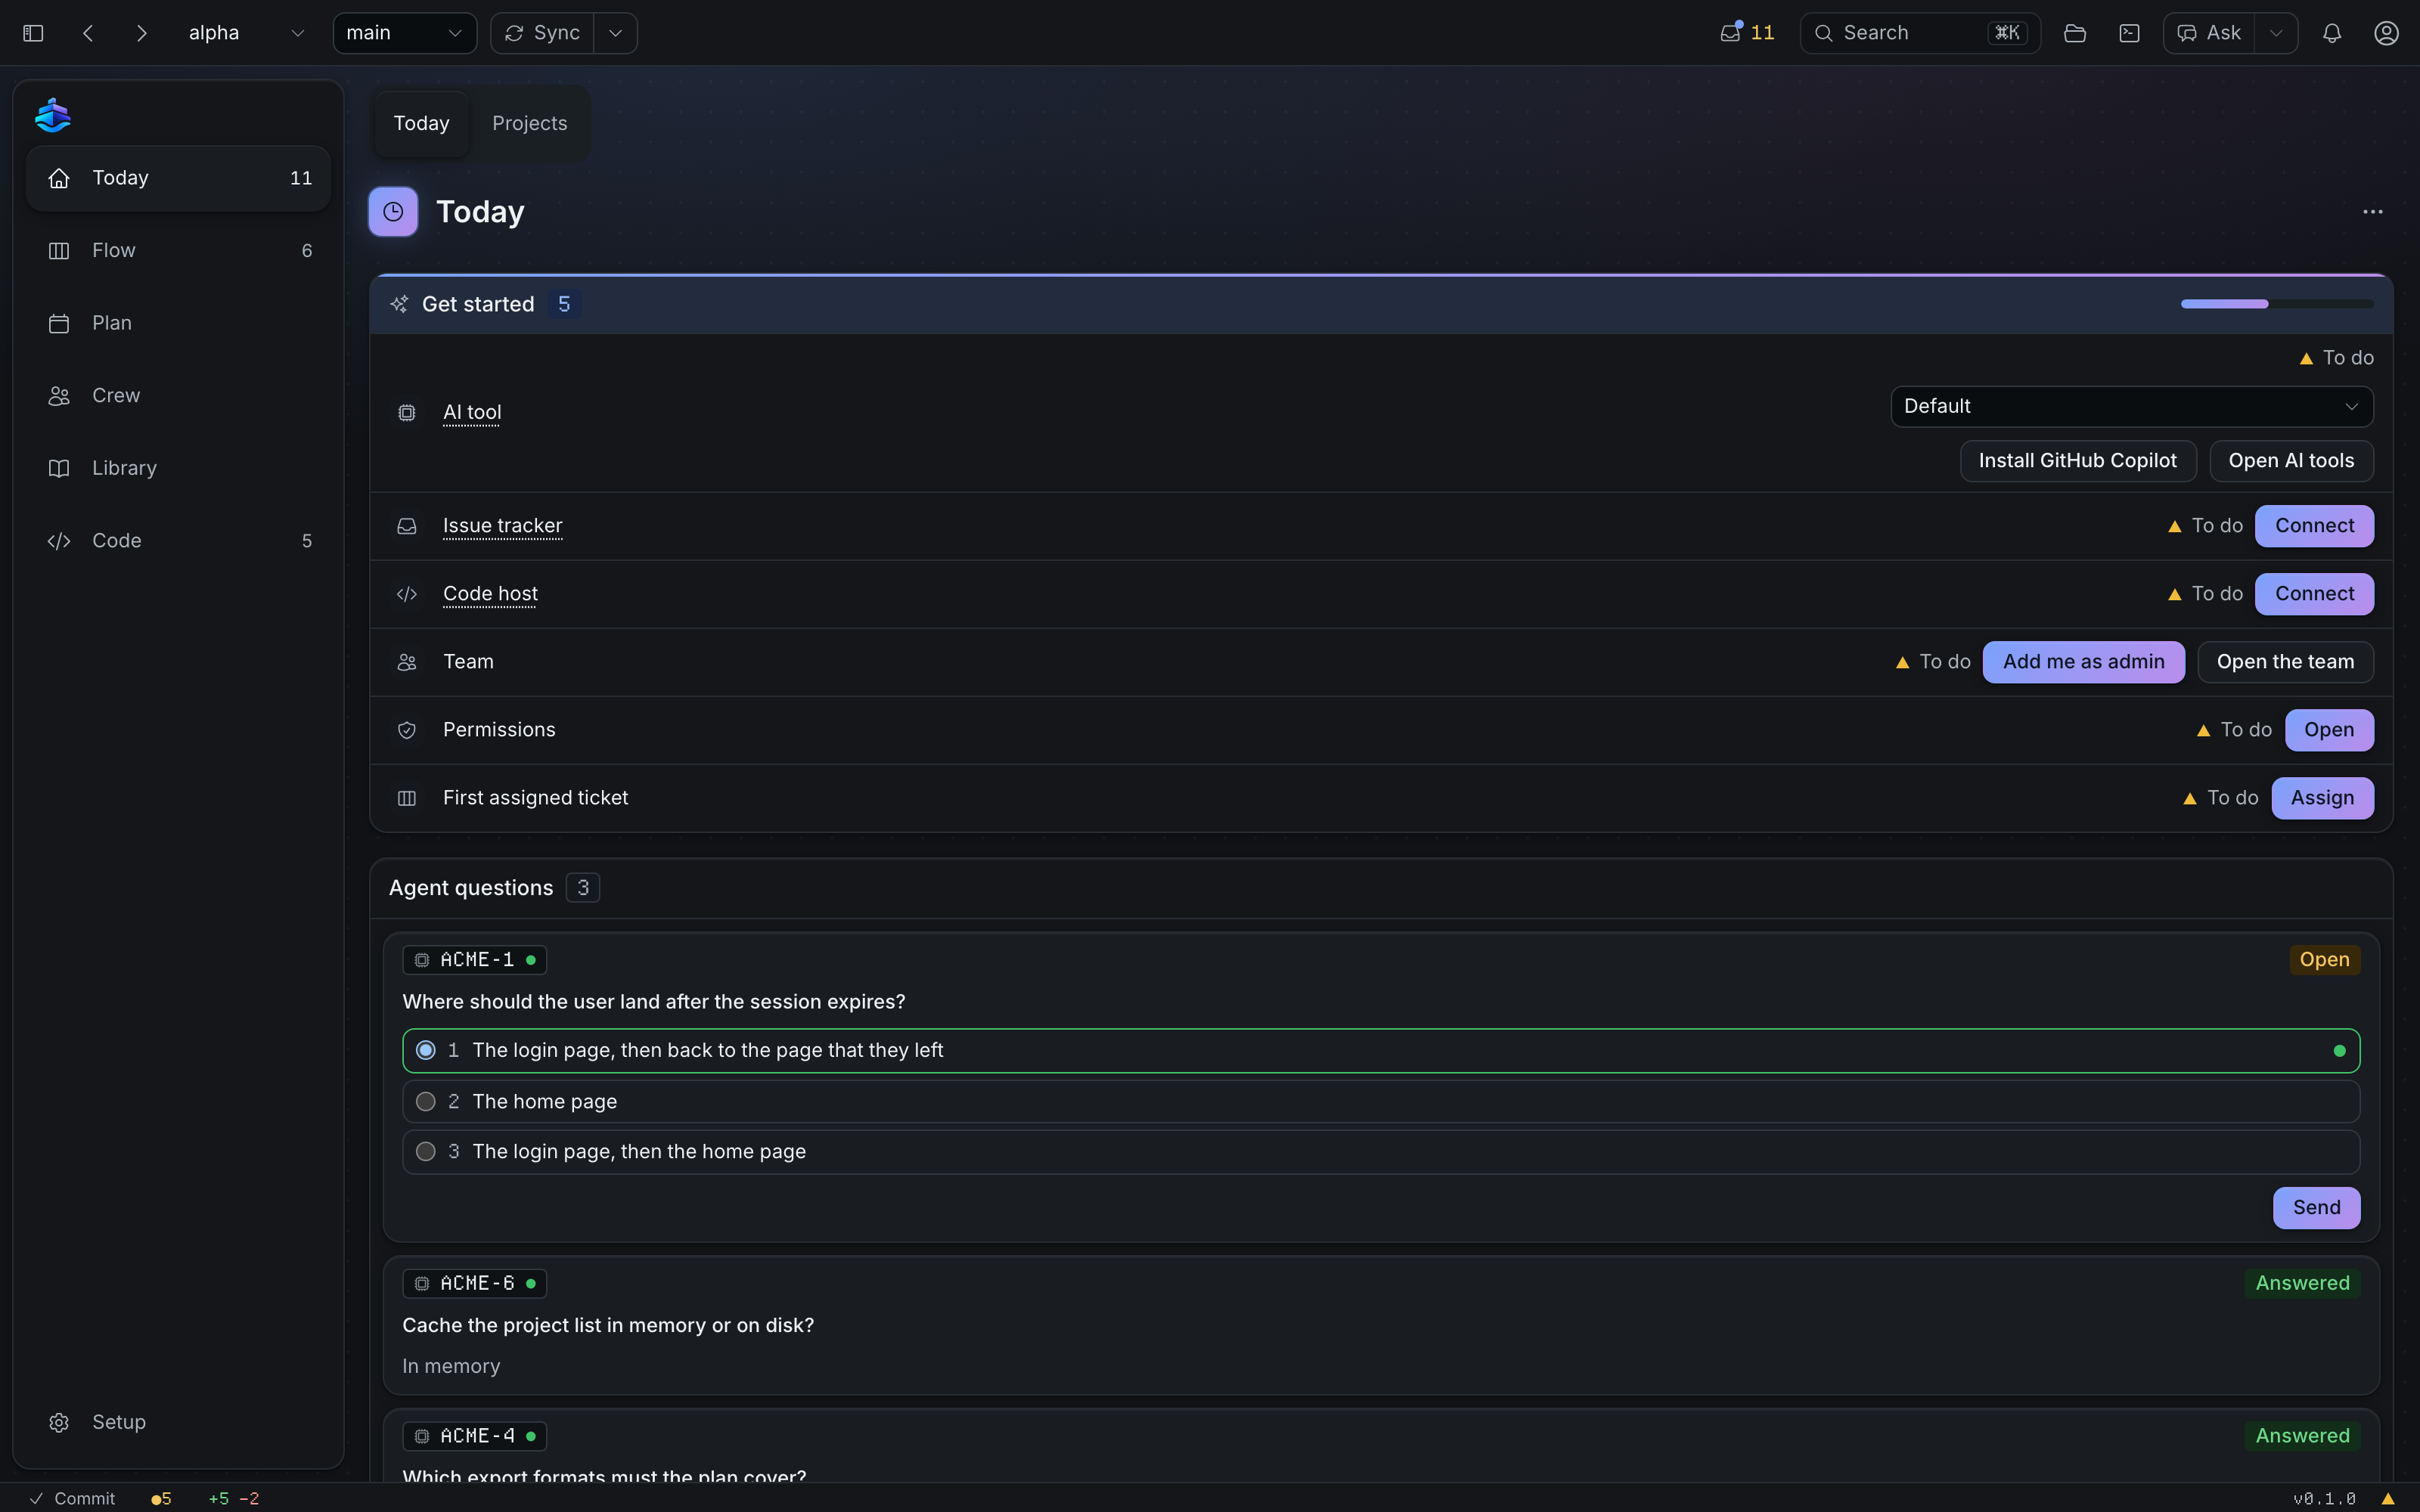 alpha
main
Sync
11
Search
⌘K
Ask
Today 11
Flow 6
Plan
Crew
Library
Code 5
Setup
Today Projects
Today
Get started 5
To do
AI tool
Default
Install GitHub Copilot Open AI tools
Issue tracker To do Connect
Code host To do Connect
Team To do Add me as admin Open the team
Permissions To do Open
First assigned ticket To do Assign
Agent questions 3
ACME-1 Open
Where should the user land after the session expires?
1 The login page, then back to the page that they left
2 The home page
3 The login page, then the home page
Send
ACME-6 Answered
Cache the project list in memory or on disk?
In memory
ACME-4 Answered
Which export formats must the plan cover?
Commit 5 +5 -2
v0.1.0